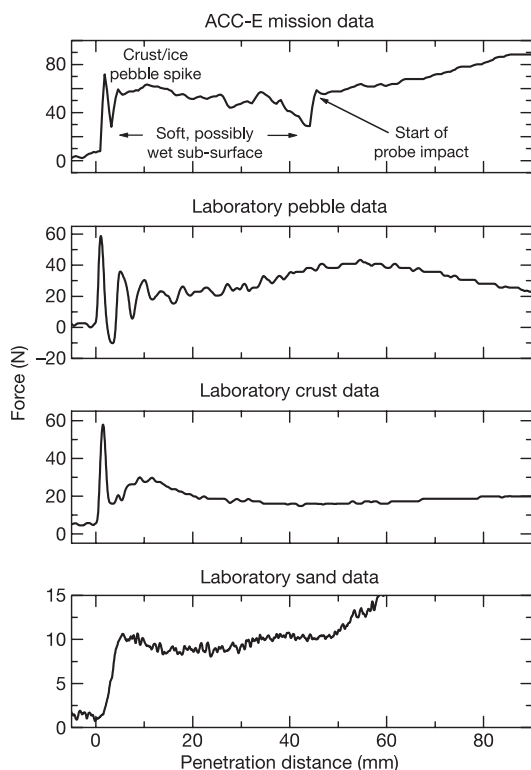 ACC-E mission data
80
40
0
Crust/ice
pebble spike
Soft, possibly
wet sub-surface
Start of
probe impact
Laboratory pebble data
60
40
20
0
–20
Force (N)
Laboratory crust data
60
40
20
0
Laboratory sand data
15
10
5
0
0 20 40 60 80
Penetration distance (mm)